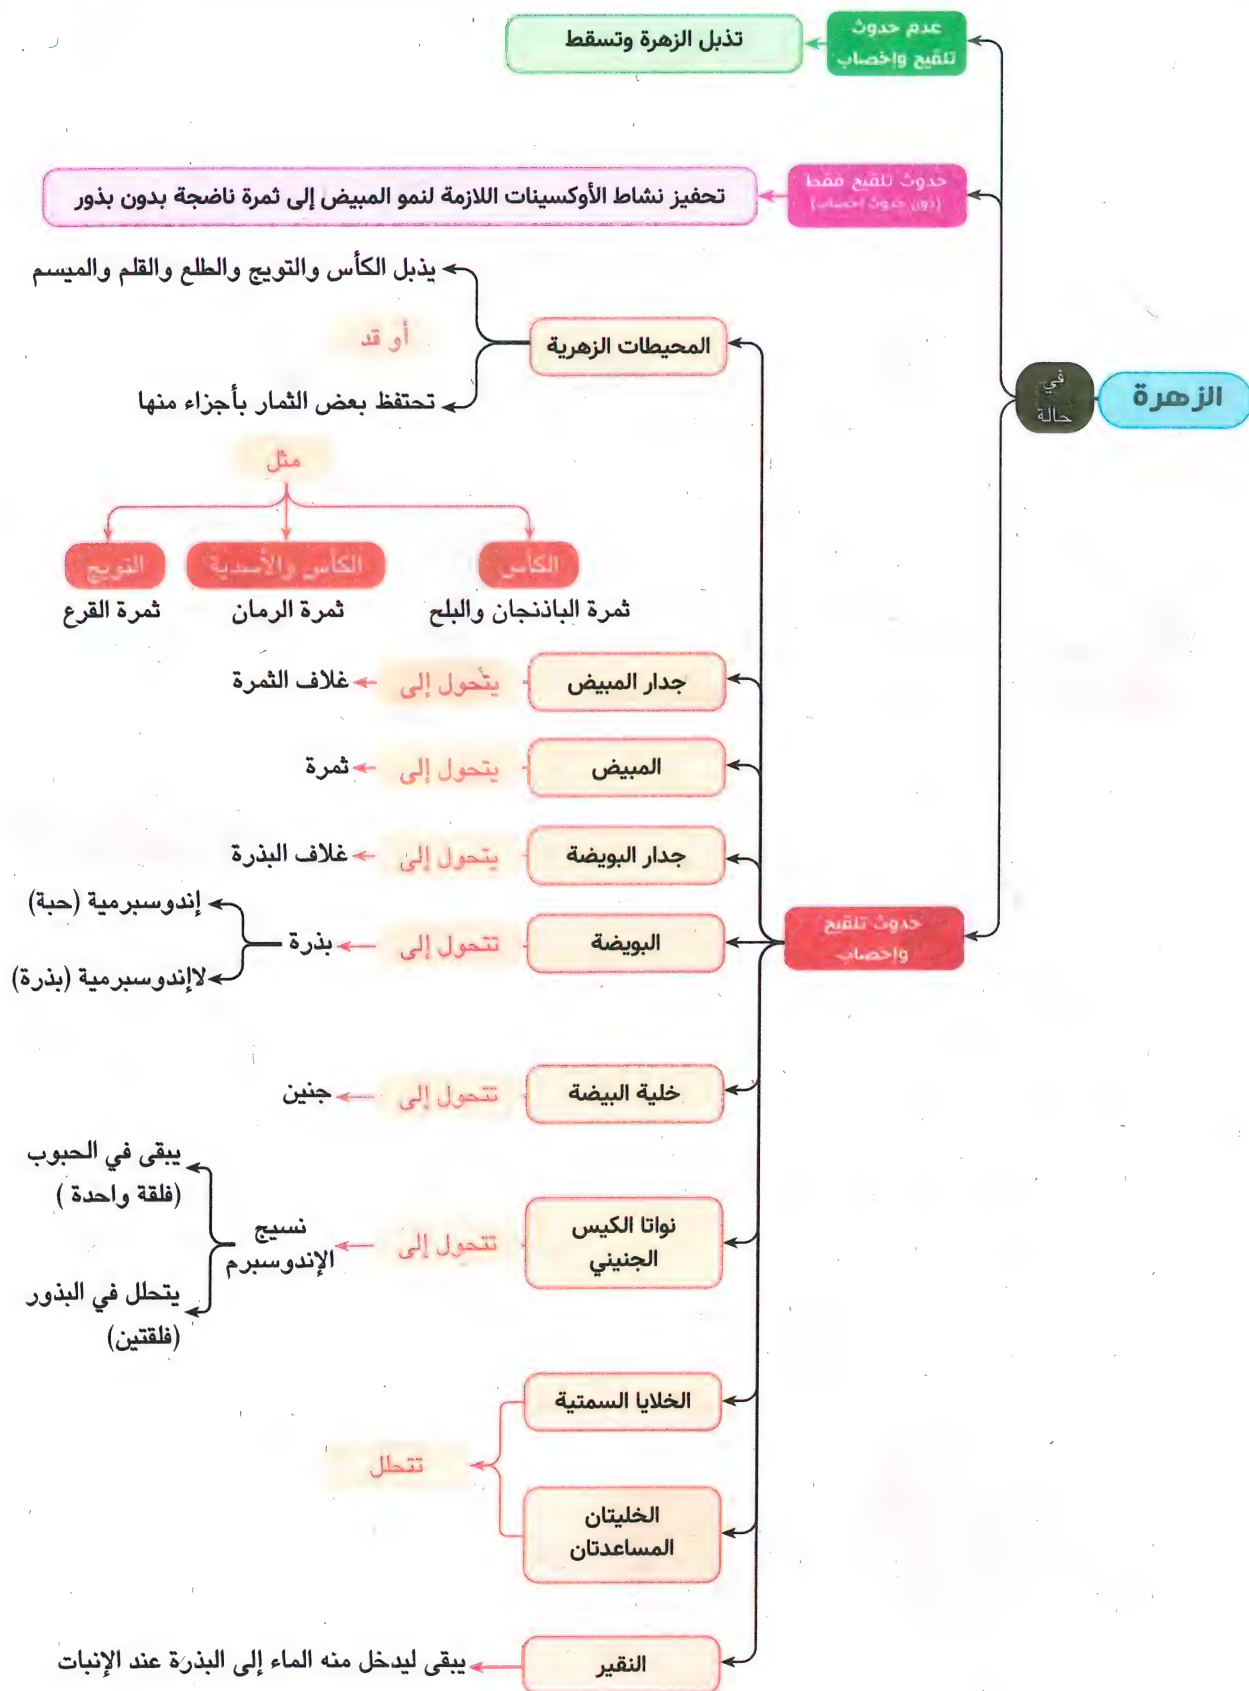 الزهرة
في
حالة
عدم حدوث
تلقيح وإخصاب
تذبل الزهرة وتسقط
حدوث تلقيح فقط
(دون حدوث إخصاب)
تحفيز نشاط الأوكسينات اللازمة لنمو المبيض إلى ثمرة ناضجة بدون بذور
حدوث تلقيح
وإخصاب
المحيطات الزهرية
يذبل الكأس والتويج والطلع والقلم والميسم
أو قد
تحتفظ بعض الثمار بأجزاء منها
مثل
الكأس
الكأس والأسدية
التويج
ثمرة الباذنجان والبلح
ثمرة الرمان
ثمرة القرع
جدار المبيض
يتحول إلى
غلاف الثمرة
المبيض
يتحول إلى
ثمرة
جدار البويضة
يتحول إلى
غلاف البذرة
البويضة
تتحول إلى
بذرة
إندوسبرمية (حبة)
لاإندوسبرمية (بذرة)
خلية البيضة
تتحول إلى
جنين
نواتا الكيس
الجنيني
تتحول إلى
نسيج
الإندوسبرم
يبقى في الحبوب
(فلقة واحدة )
يتحلل في البذور
(فلقتين)
الخلايا السمتية
الخليتان
المساعدتان
تتحلل
النقير
يبقى ليدخل منه الماء إلى البذرة عند الإنبات